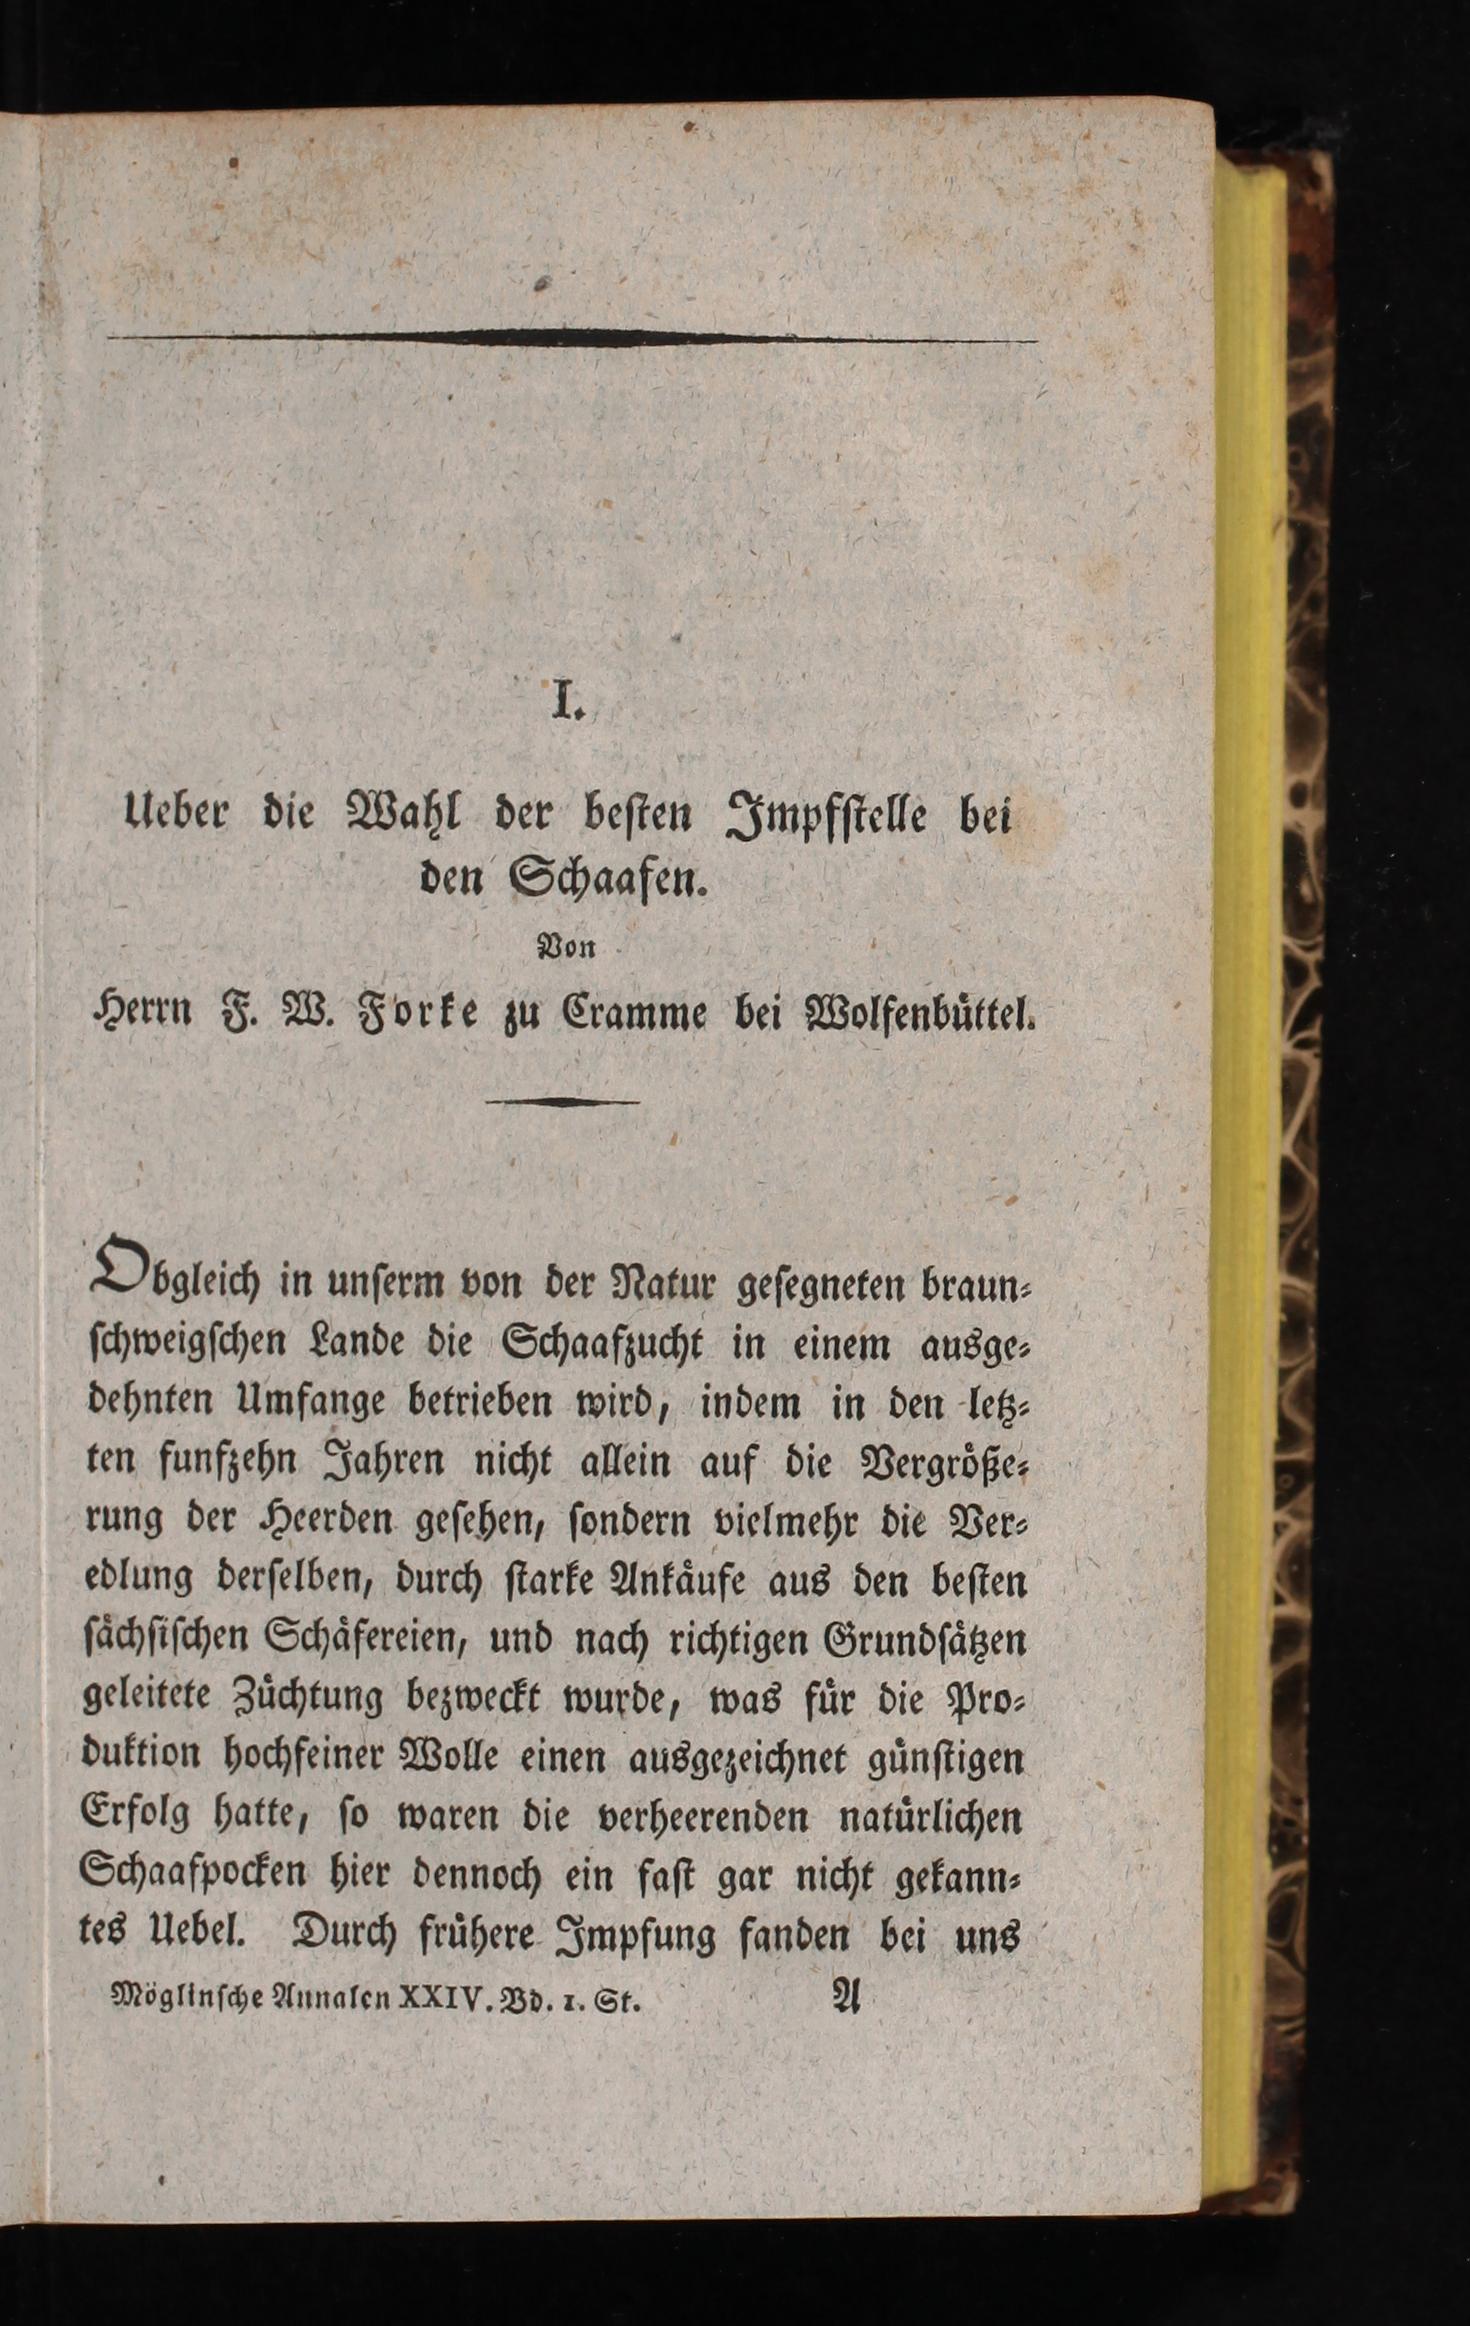 I.
Ueber die Wahl der beſten Impfſtelle bei
den Schaafen.
Von
Herrn F. W. Forke zu Cramme bei Wolfenbüttel.
Obgleich in unſerm von der Natur geſegneten braun⸗
ſchweigſchen Lande die Schaafzucht in einem ausge⸗
dehnten Umfange betrieben wird, indem in den letz⸗
ten funfzehn Jahren nicht allein auf die Vergröße⸗
rung der Heerden geſehen, ſondern vielmehr die Ver⸗
edlung derſelben, durch ſtarke Ankäufe aus den beſten
ſächſiſchen Schäfereien, und nach richtigen Grundſätzen
geleitete Züchtung bezweckt wurde, was für die Pro⸗
duktion hochfeiner Wolle einen ausgezeichnet günſtigen
Erfolg hatte, ſo waren die verheerenden natürlichen
Schaafpocken hier dennoch ein faſt gar nicht gekann⸗
tes Uebel. Durch frühere Impfung fanden bei uns
Möglinſche Annalen XXIV. Bd. 1. St. A